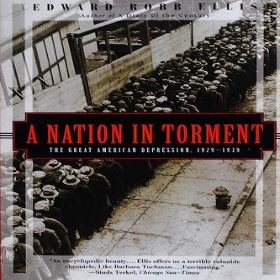 EDWARD ROBB ELLIS
Author of A Diary of the Century
A NATION IN TORMENT
THE GREAT AMERICAN DEPRESSION, 1929–1939
"An encyclopedic beauty.... Ellis offers us a terribly valuable
chronicle. Like Barbara Tuchman.... Fascinating."
—Studs Terkel, Chicago Sun-Times